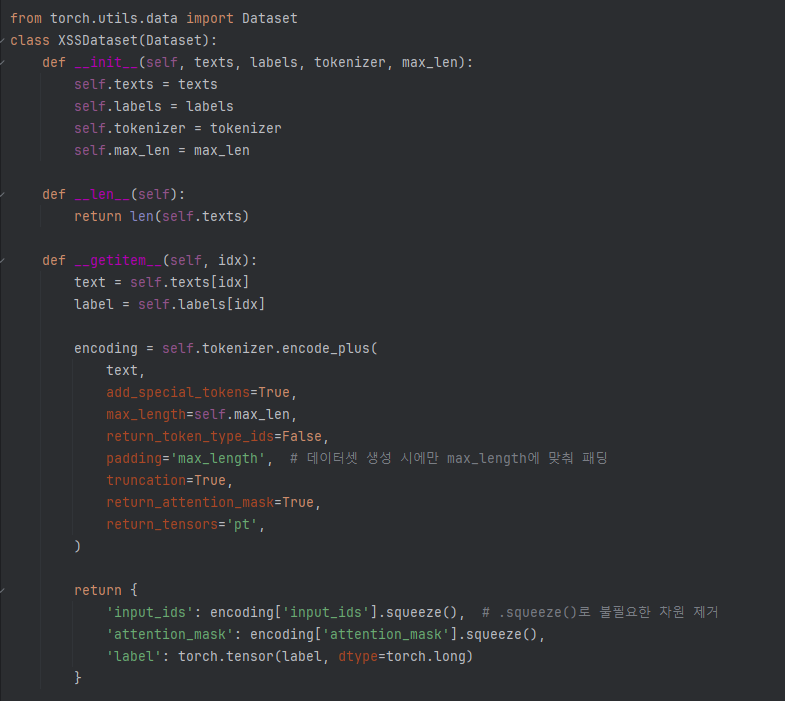 from torch.utils.data import Dataset
class XSSDataset(Dataset):
    def __init__(self, texts, labels, tokenizer, max_len):
        self.texts = texts
        self.labels = labels
        self.tokenizer = tokenizer
        self.max_len = max_len

    def __len__(self):
        return len(self.texts)

    def __getitem__(self, idx):
        text = self.texts[idx]
        label = self.labels[idx]

        encoding = self.tokenizer.encode_plus(
            text,
            add_special_tokens=True,
            max_length=self.max_len,
            return_token_type_ids=False,
            padding='max_length',  # 데이터셋 생성 시에만 max_length에 맞춰 패딩
            truncation=True,
            return_attention_mask=True,
            return_tensors='pt',
        )

        return {
            'input_ids': encoding['input_ids'].squeeze(),  # .squeeze()로 불필요한 차원 제거
            'attention_mask': encoding['attention_mask'].squeeze(),
            'label': torch.tensor(label, dtype=torch.long)
        }